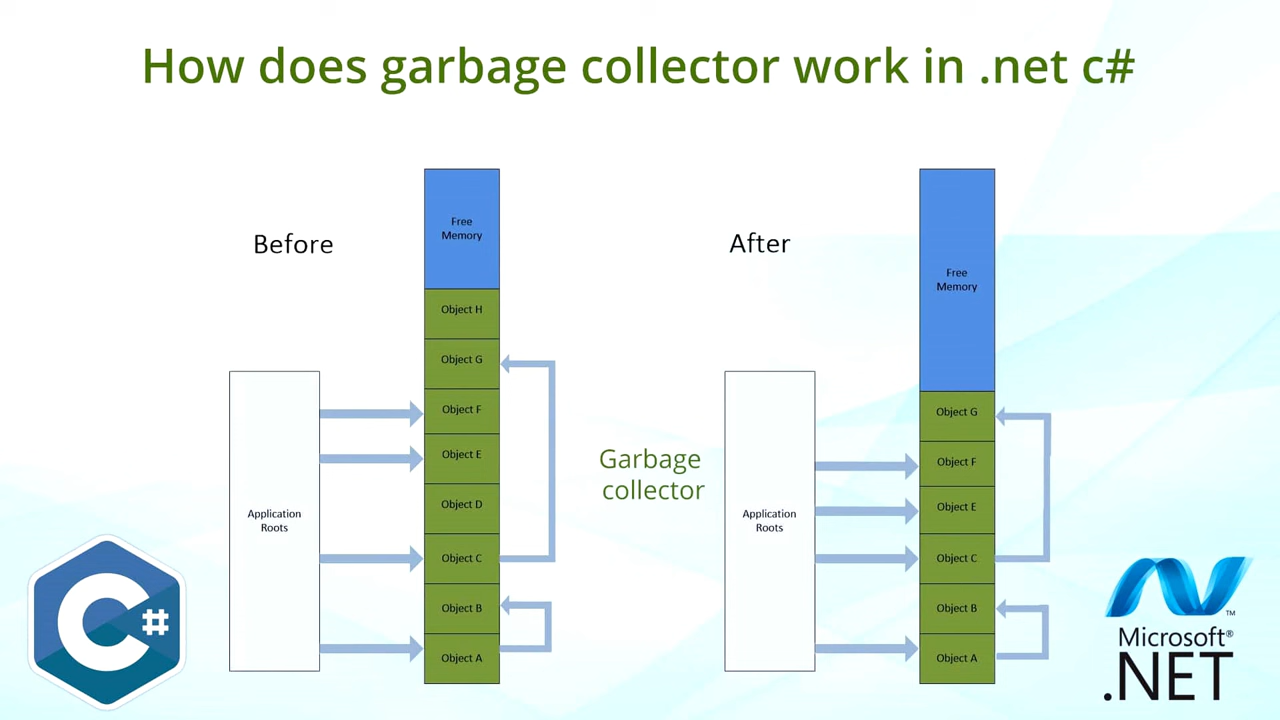 How does garbage collector work in .net c#
Before
Free
Memory
Object H
Object G
Object F
Object E
Object D
Object C
Object B
Object A
Application
Roots
Garbage
collector
After
Free
Memory
Object G
Object F
Object E
Object C
Object B
Object A
Application
Roots
C#
TM
Microsoft®
.NET